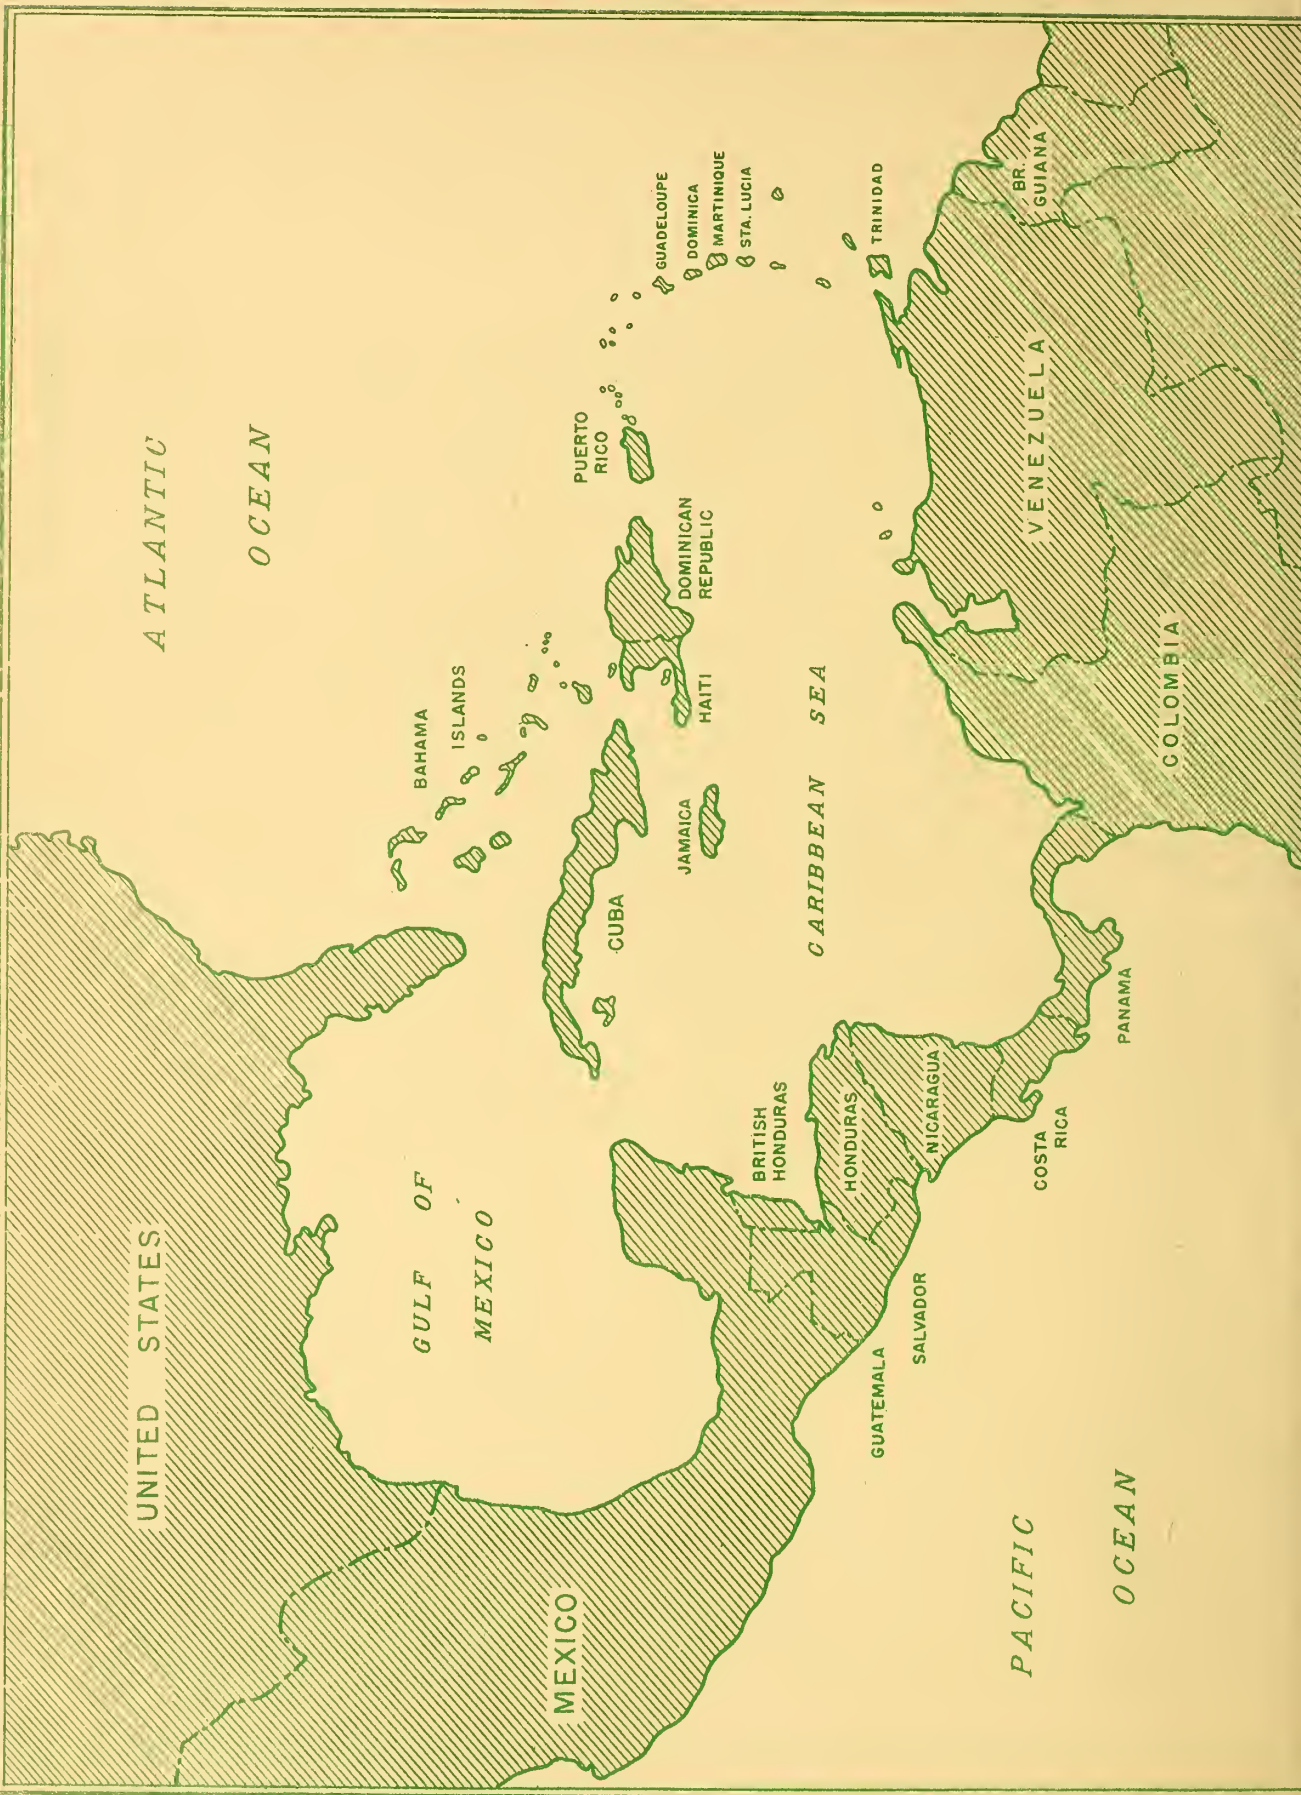 UNITED STATES
ATLANTIC
OCEAN
BAHAMA
ISLANDS
GULF OF
MEXICO
MEXICO
CUBA
PUERTO
RICO
DOMINICAN
REPUBLIC
HAITI
JAMAICA
GUADELOUPE
DOMINICA
MARTINIQUE
STA. LUCIA
TRINIDAD
CARIBBEAN SEA
BRITISH
HONDURAS
HONDURAS
NICARAGUA
GUATEMALA
SALVADOR
COSTA
RICA
PANAMA
VENEZUELA
BR.
GUIANA
COLOMBIA
PACIFIC
OCEAN